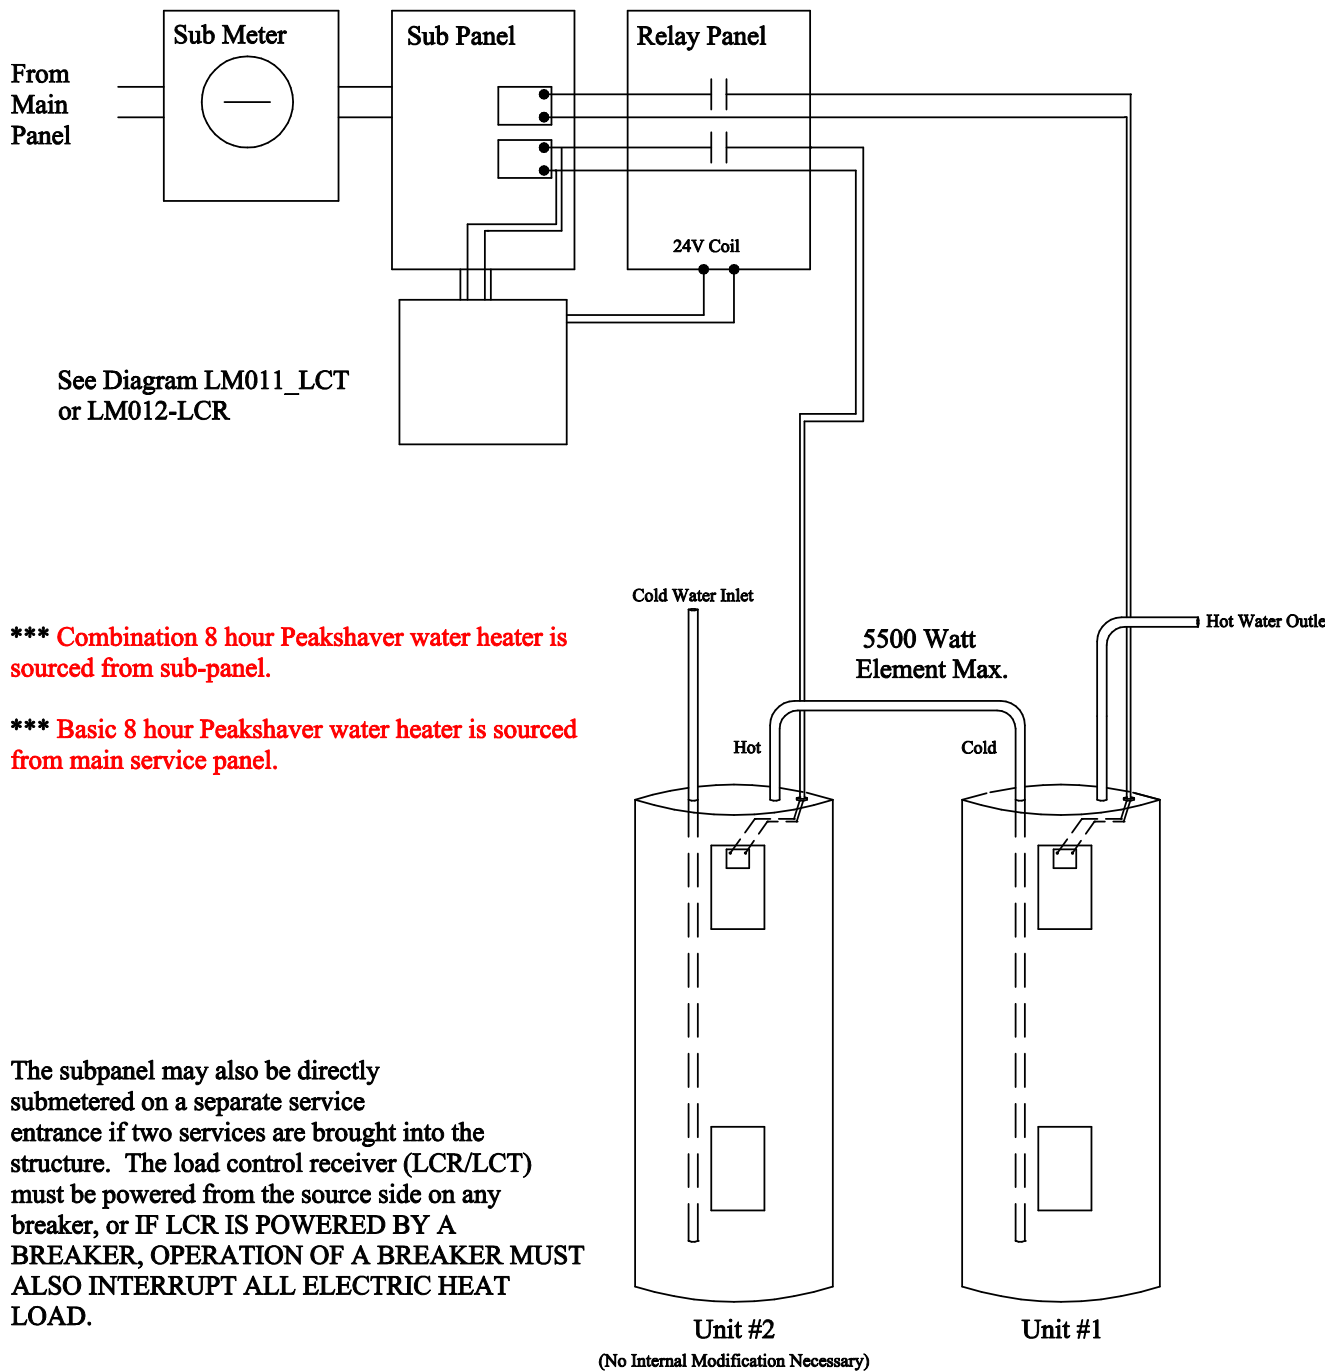 Sub Meter
Sub Panel
Relay Panel
From
Main
Panel
24V Coil
See Diagram LM011_LCT
or LM012-LCR
Cold Water Inlet
Hot Water Outle
5500 Watt
Element Max.
*** Combination 8 hour Peakshaver water heater is
sourced from sub-panel.
*** Basic 8 hour Peakshaver water heater is sourced
from main service panel.
Hot
Cold
The subpanel may also be directly
submetered on a separate service
entrance if two services are brought into the
structure.  The load control receiver (LCR/LCT)
must be powered from the source side on any
breaker, or IF LCR IS POWERED BY A
BREAKER, OPERATION OF A BREAKER MUST
ALSO INTERRUPT ALL ELECTRIC HEAT
LOAD.
Unit #2
Unit #1
(No Internal Modification Necessary)